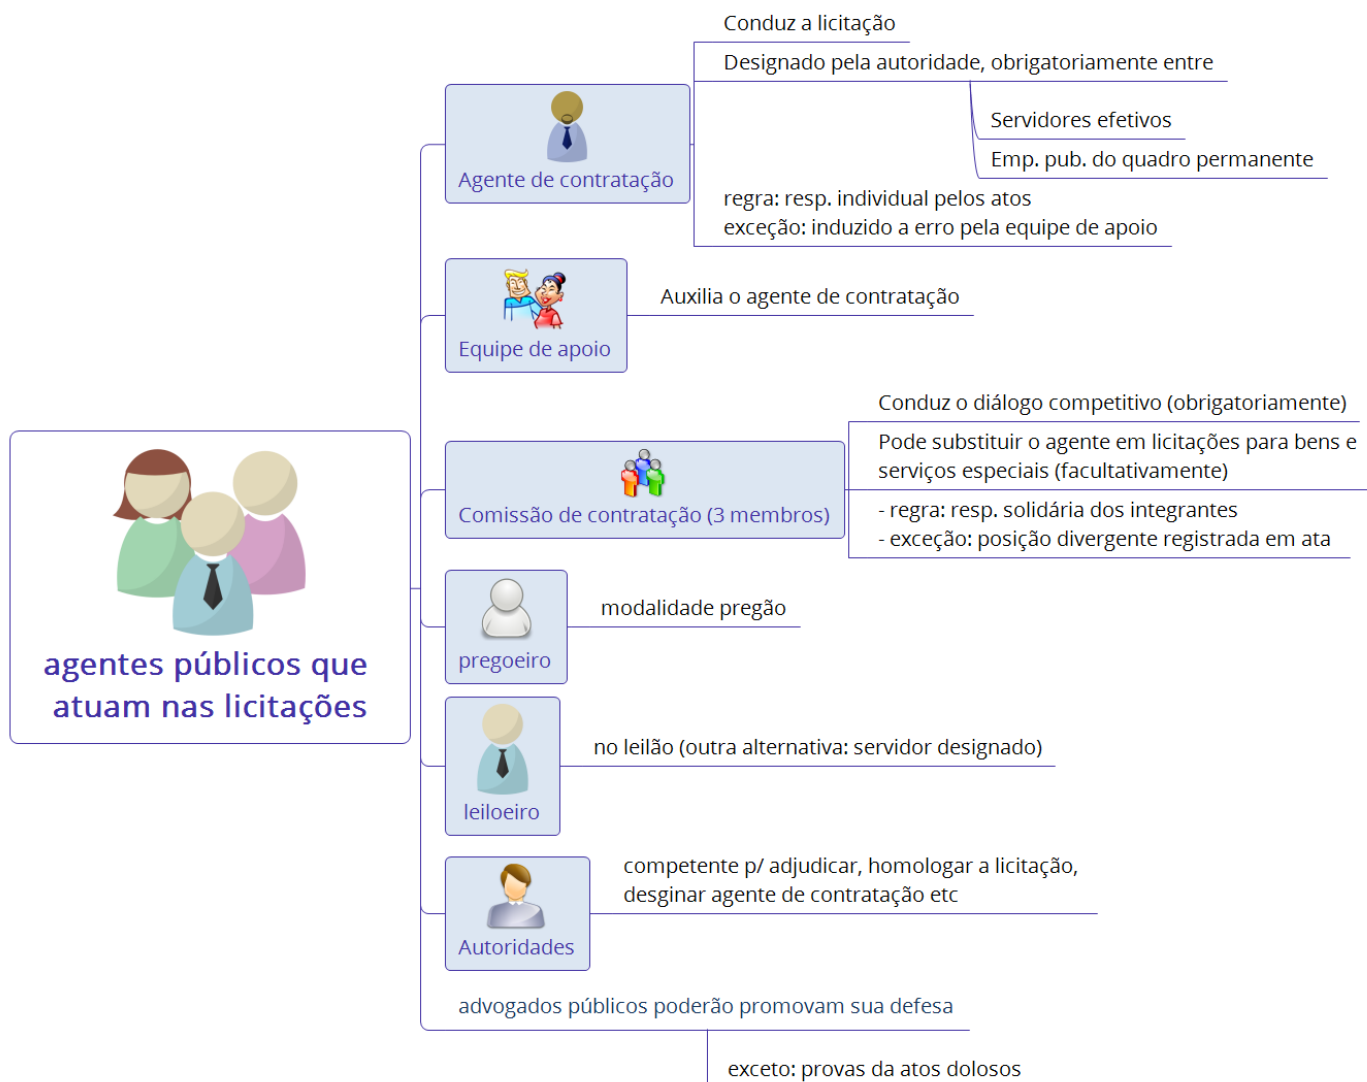 agentes públicos que
atuam nas licitações
Agente de contratação
Conduz a licitação
Designado pela autoridade, obrigatoriamente entre
Servidores efetivos
Emp. pub. do quadro permanente
regra: resp. individual pelos atos
exceção: induzido a erro pela equipe de apoio
Equipe de apoio
Auxilia o agente de contratação
Comissão de contratação (3 membros)
Conduz o diálogo competitivo (obrigatoriamente)
Pode substituir o agente em licitações para bens e
serviços especiais (facultativamente)
- regra: resp. solidária dos integrantes
- exceção: posição divergente registrada em ata
pregoeiro
modalidade pregão
leiloeiro
no leilão (outra alternativa: servidor designado)
Autoridades
competente p/ adjudicar, homologar a licitação,
desginar agente de contratação etc
advogados públicos poderão promovam sua defesa
exceto: provas da atos dolosos